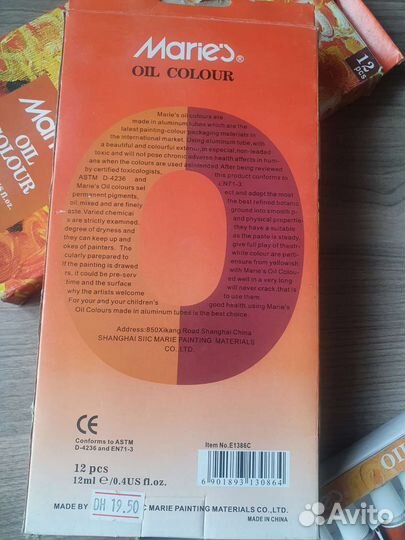 Marie's®
OIL COLOUR
12
pcs
Marie
OIL
COLOUR
us fl.oz.
Marie's oil colours are
made in aluminum tubes which are the
latest painting-colour packaging materials in
the international market. Using aluminum tube, with
a beautiful and colourful exterior, in especial, non-leaded
toxic and will not pose chronic adverse health affects in hum-
ans when the colours are used as intended. After being reviewed
by certified toxicologists, this product conforms to
ASTM D-4236 and EN71-3.
Marie's Oil colours set
permanent pigments, the best refined botanic
oil, mixed and are finely ground into smooth p
aste. Varied chemical and physical properties
s are strictly examined. they have a suitable
degree of dryness and as the paste is steady,
they can keep up and give full play of the str-
okes of the painter. The white colour are perti-
cularly parepared to ensure from yellowish
If the painting is drawed with Marie's Oil Colou-
rs, it could be pre-serv ed well in a very long
time and the surface will never crack. that is
why the artists welcome to use them
For your and your children's good health, using Marie's
Oil Colours made in aluminum tubes is the best choice.
Address:850Xikang Road Shanghai China
SHANGHAI SIIC MARIE PAINTING MATERIALS
CO.,LTD.
CE
Conforms to ASTM
D-4236 and EN71-3
Item No.E1386C
6 901893 130864
12 pcs
12ml ℮/0.4US fl.oz.
MADE BY
DH 19.50
IC MARIE PAINTING MATERIALS CO., LTD.
MADE IN CHINA
OIL
Avito